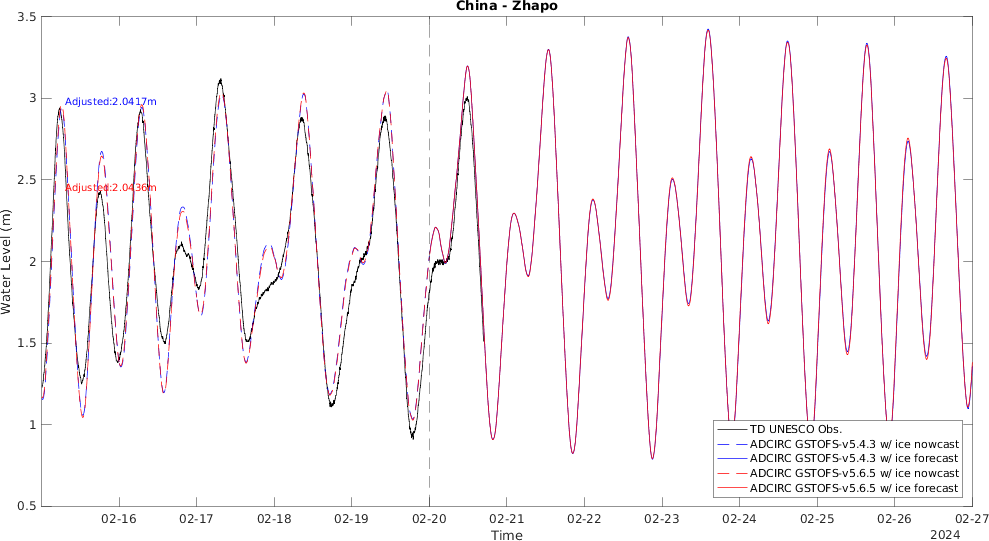 China - Zhapo
3.5
3
2.5
2
1.5
1
0.5
Water Level (m)
Adjusted:2.0417m
Adjusted:2.0436m
TD UNESCO Obs.
ADCIRC GSTOFS-v5.4.3 w/ ice nowcast
ADCIRC GSTOFS-v5.4.3 w/ ice forecast
ADCIRC GSTOFS-v5.6.5 w/ ice nowcast
ADCIRC GSTOFS-v5.6.5 w/ ice forecast
02-16 02-17 02-18 02-19 02-20 02-21 02-22 02-23 02-24 02-25 02-26 02-27
Time
2024